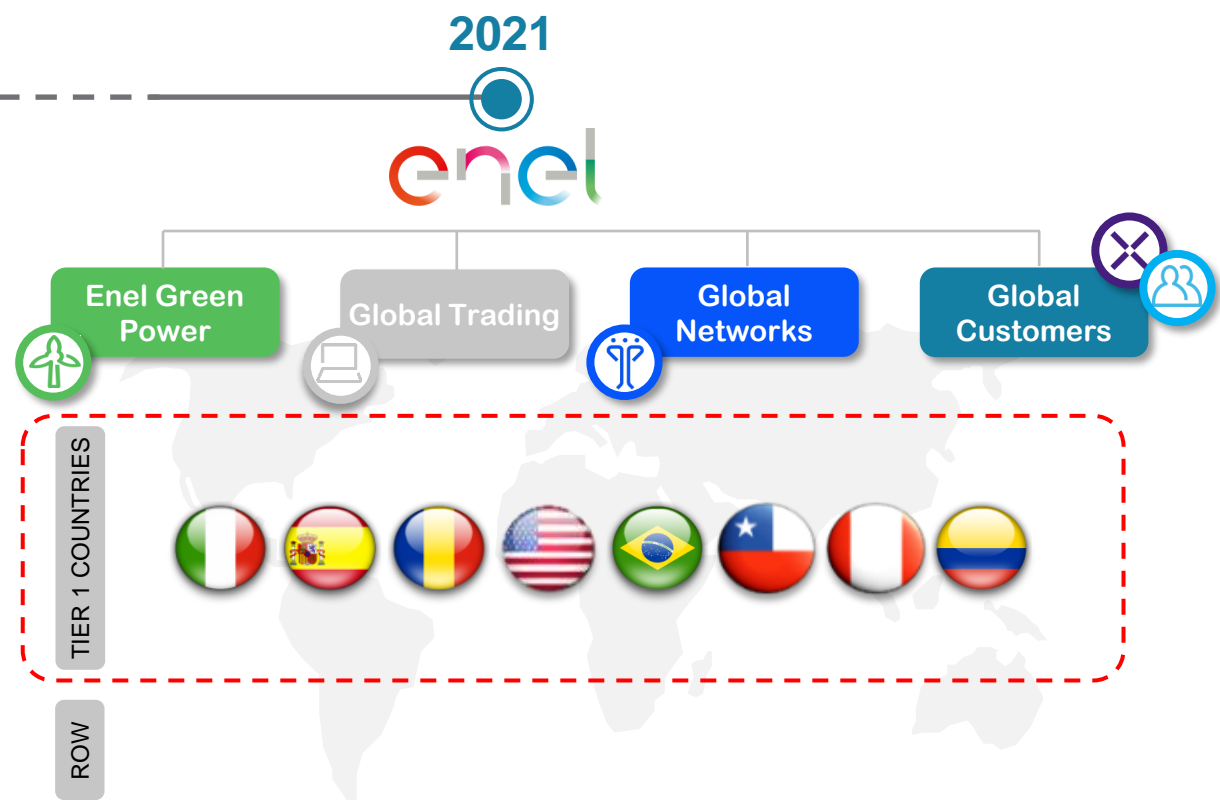 2021
enel
Enel Green
Power
Global Trading
Global
Networks
Global
Customers
TIER 1 COUNTRIES
ROW